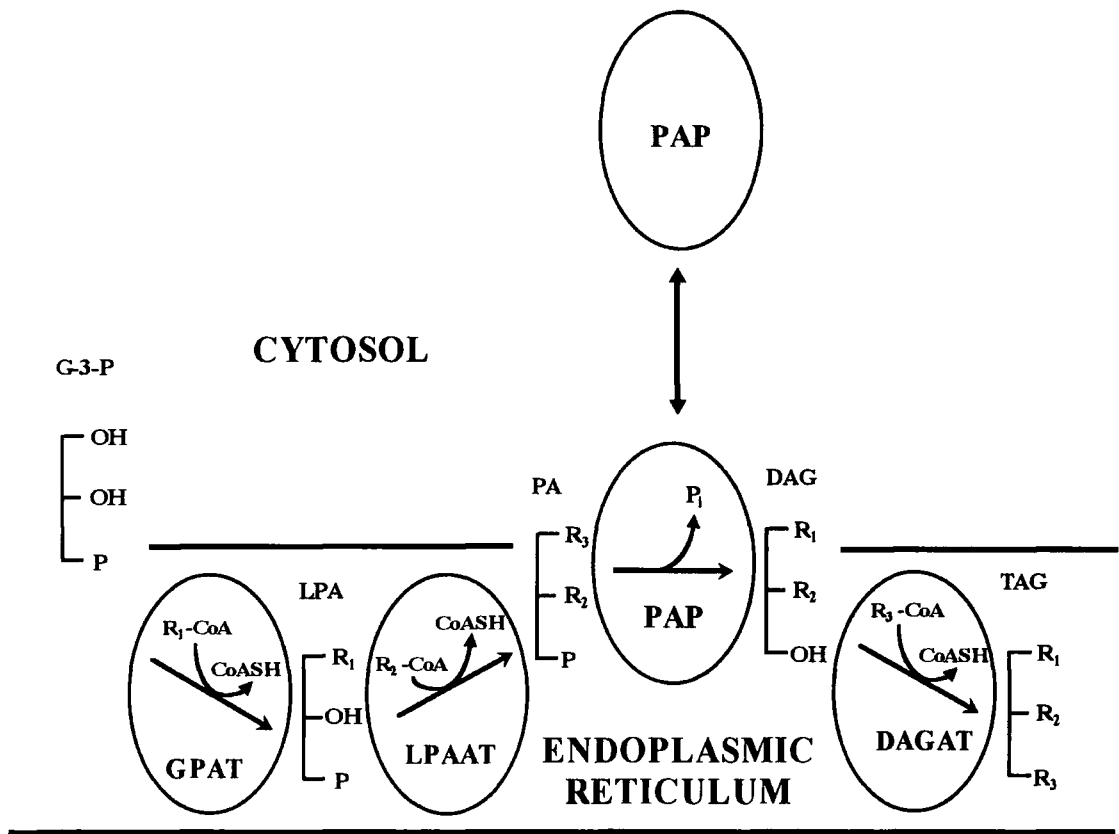 PAP
CYTOSOL
G-3-P
OH
OH
P
PA
R₃
R₂
P
Pᵢ
PAP
DAG
R₁
R₂
OH
LPA
R₁-CoA
CoASH
GPAT
R₁
OH
P
CoASH
R₂-CoA
LPAAT
ENDOPLASMIC
RETICULUM
TAG
R₃-CoA
CoASH
DAGAT
R₁
R₂
R₃